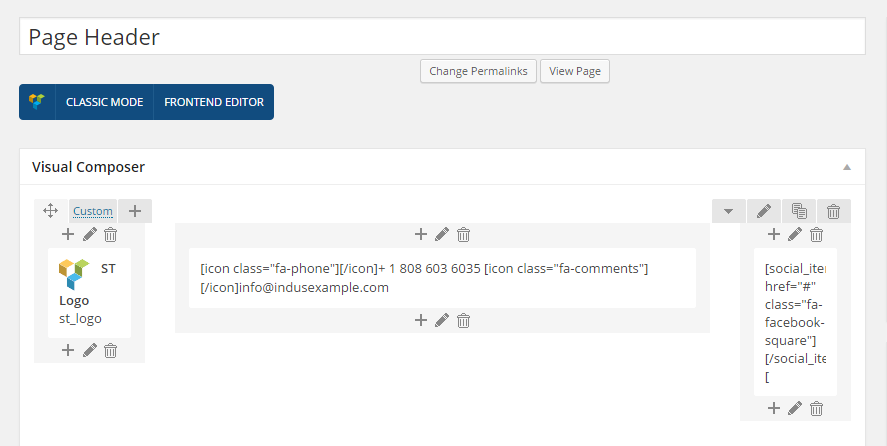 Page Header
Change Permalinks View Page
CLASSIC MODE FRONTEND EDITOR
Visual Composer
Custom
ST
Logo
st_logo
[icon class="fa-phone"][/icon]+ 1 808 603 6035 [icon class="fa-comments"]
[/icon]info@indusexample.com
[social_ite
href="#"
class="fa-
facebook-
square"]
[/social_ite
[